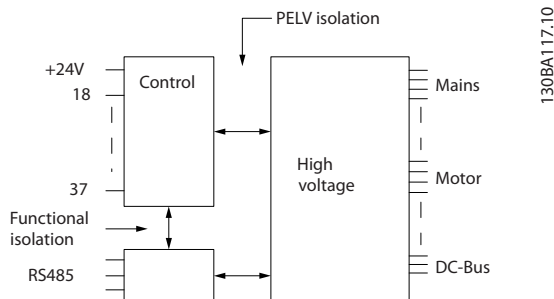 PELV isolation
130BA117.10
+24V
Control
Mains
18
High
voltage
37
Motor
Functional
isolation
RS485
DC-Bus